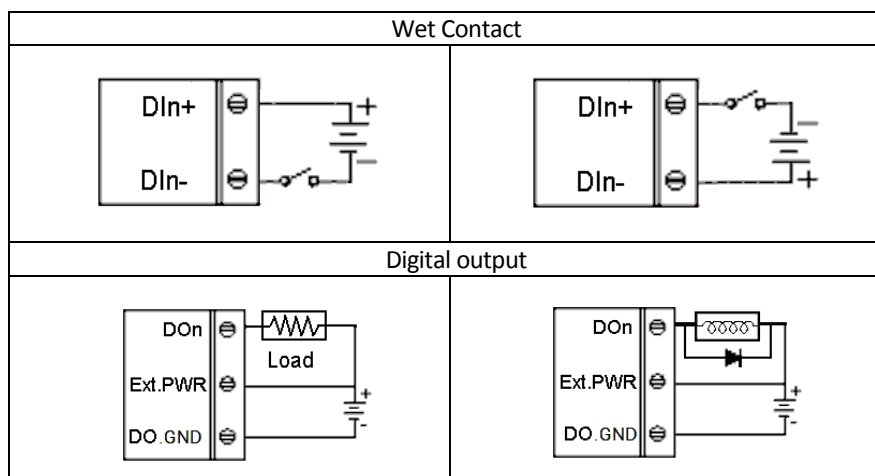 Wet Contact
DIn+
+
−
DIn-
DIn+
−
DIn-
+
Digital output
DOn
Load
Ext.PWR
+
-
DO.GND
DOn
Ext.PWR
+
-
DO.GND